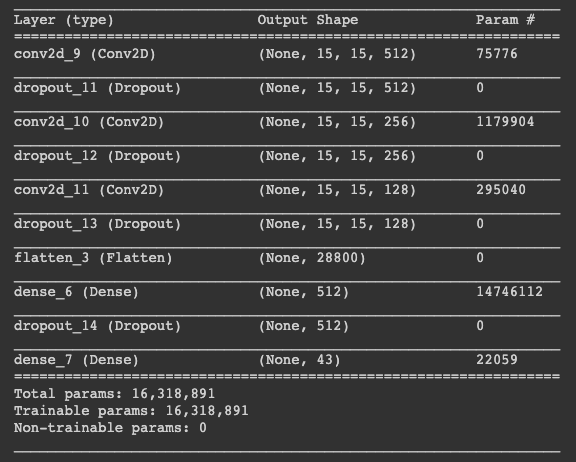 Layer (type) Output Shape Param #
=================================================================
conv2d_9 (Conv2D) (None, 15, 15, 512) 75776
dropout_11 (Dropout) (None, 15, 15, 512) 0
conv2d_10 (Conv2D) (None, 15, 15, 256) 1179904
dropout_12 (Dropout) (None, 15, 15, 256) 0
conv2d_11 (Conv2D) (None, 15, 15, 128) 295040
dropout_13 (Dropout) (None, 15, 15, 128) 0
flatten_3 (Flatten) (None, 28800) 0
dense_6 (Dense) (None, 512) 14746112
dropout_14 (Dropout) (None, 512) 0
dense_7 (Dense) (None, 43) 22059
=================================================================
Total params: 16,318,891
Trainable params: 16,318,891
Non-trainable params: 0